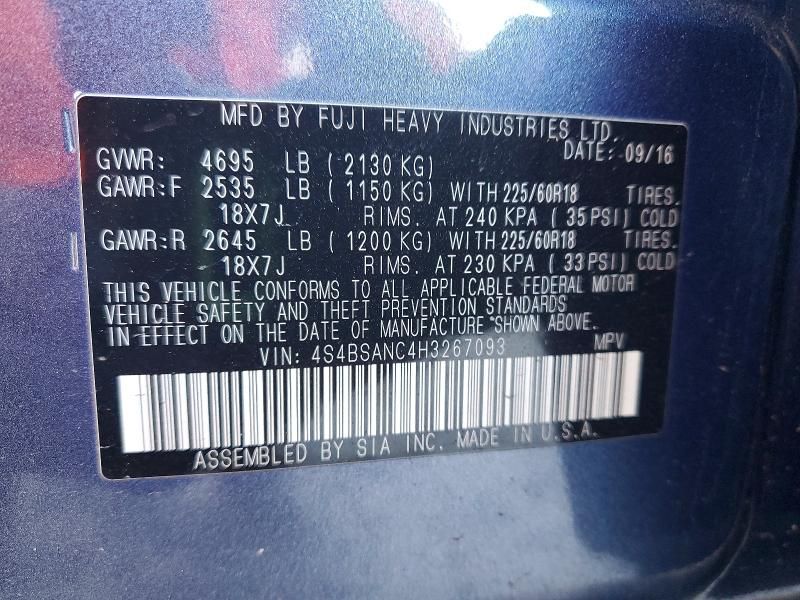 MFD BY FUJI HEAVY INDUSTRIES LTD.
DATE: 09/16
GVWR: 4695 LB ( 2130 KG)
GAWR:F 2535 LB ( 1150 KG) WITH 225/60R18 TIRES.
18X7J RIMS. AT 240 KPA ( 35 PSI) COLD
GAWR:R 2645 LB ( 1200 KG) WITH 225/60R18 TIRES.
18X7J RIMS. AT 230 KPA ( 33 PSI) COLD
THIS VEHICLE CONFORMS TO ALL APPLICABLE FEDERAL MOTOR
VEHICLE SAFETY AND THEFT PREVENTION STANDARDS
IN EFFECT ON THE DATE OF MANUFACTURE SHOWN ABOVE.
VIN: 4S4BSANC4H3267093 MPV
ASSEMBLED BY SIA INC. MADE IN U.S.A.